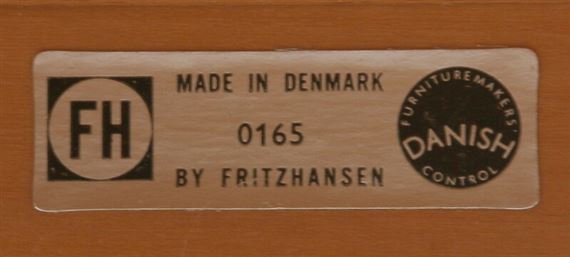 FH
MADE IN DENMARK
0165
BY FRITZHANSEN
FURNITUREMAKERS'
DANISH
CONTROL